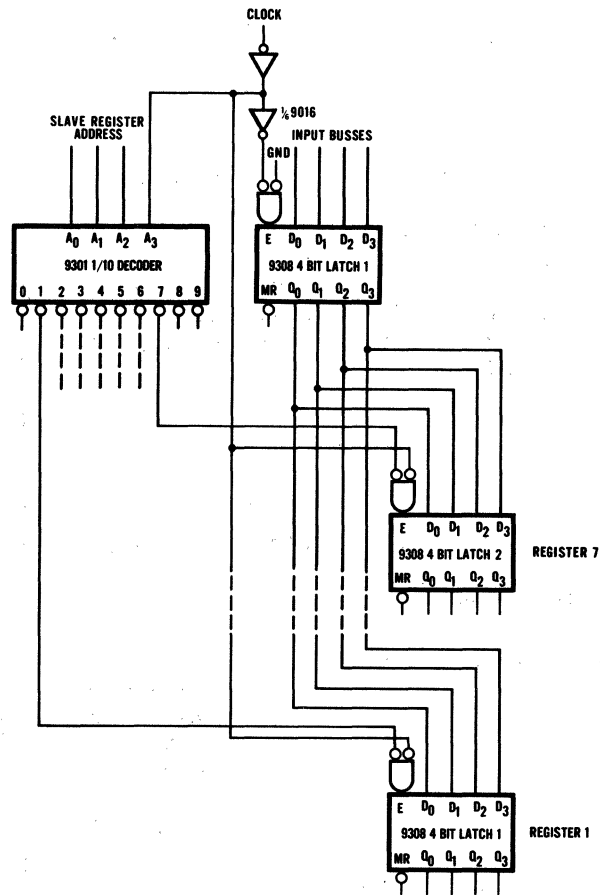 CLOCK
⅙9016
SLAVE REGISTER
ADDRESS
INPUT BUSSES
GND
A0 A1 A2 A3
9301 1/10 DECODER
0 1 2 3 4 5 6 7 8 9
E D0 D1 D2 D3
9308 4 BIT LATCH 1
MR Q0 Q1 Q2 Q3
E D0 D1 D2 D3
9308 4 BIT LATCH 2
MR Q0 Q1 Q2 Q3
REGISTER 7
E D0 D1 D2 D3
9308 4 BIT LATCH 1
MR Q0 Q1 Q2 Q3
REGISTER 1